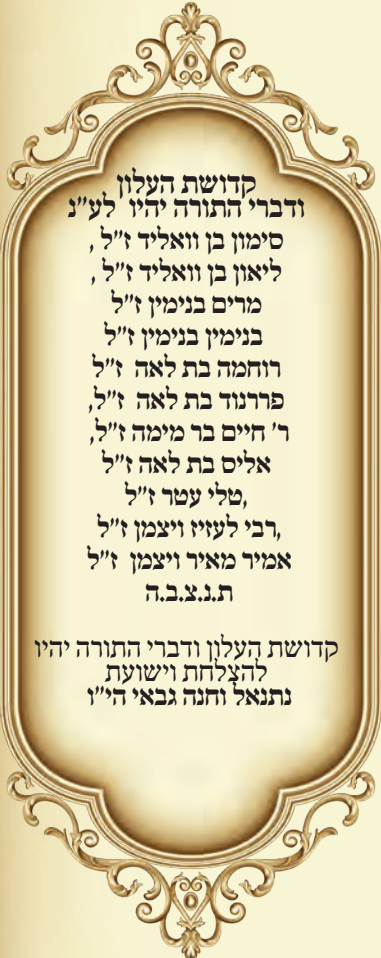 קדושת העלון
ודברי התורה יהיו לע"נ
סימון בן וואליד ז"ל ,
ליאון בן וואליד ז"ל ,
מרים בנימין ז"ל
בנימין בנימין ז"ל
רוחמה בת לאה ז"ל
פררנוד בת לאה ז"ל,
ר' חיים בר מימה ז"ל,
אליס בת לאה ז"ל
,טלי עטר ז"ל
,רבי לעזיז ויצמן ז"ל
אמיר מאיר ויצמן ז"ל
ת.נ.צ.ב.ה
קדושת העלון ודברי התורה יהיו
להצלחת וישועת
נתנאל וחנה גבאי הי"ו